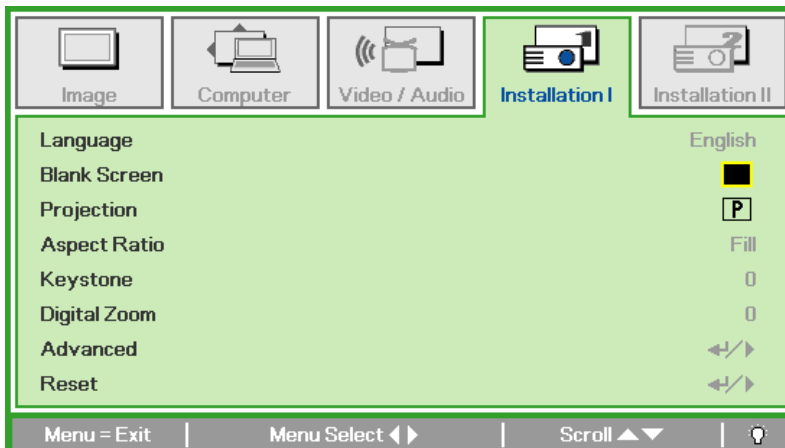 Image Computer Video / Audio Installation I Installation II
Language English
Blank Screen
Projection P
Aspect Ratio Fill
Keystone 0
Digital Zoom 0
Advanced
Reset
Menu = Exit Menu Select Scroll